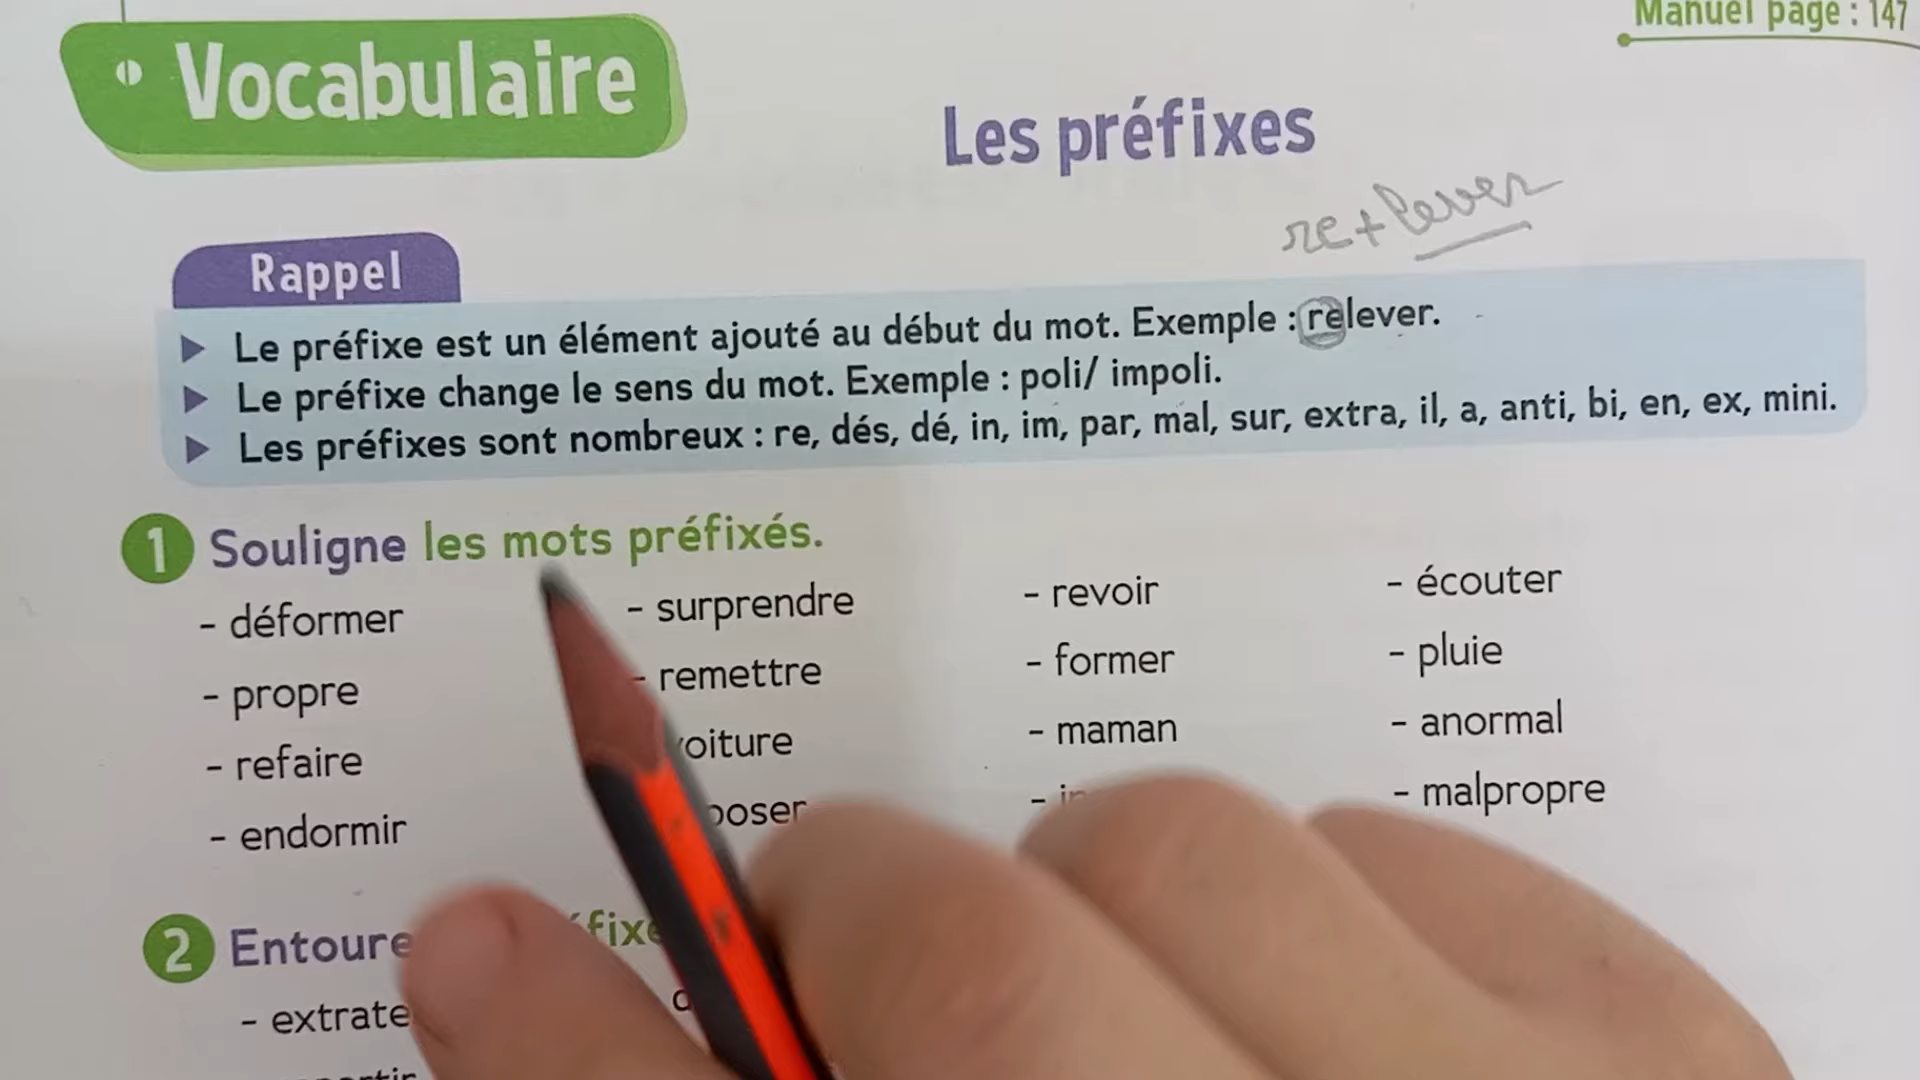 Manuel page : 147
Vocabulaire
Les préfixes
re+lever
Rappel
▶ Le préfixe est un élément ajouté au début du mot. Exemple : relever.
▶ Le préfixe change le sens du mot. Exemple : poli/ impoli.
▶ Les préfixes sont nombreux : re, dés, dé, in, im, par, mal, sur, extra, il, a, anti, bi, en, ex, mini.
1 Souligne les mots préfixés.
- déformer - surprendre - revoir - écouter
- propre - remettre - former - pluie
- refaire oiture - maman - anormal
- endormir poser - malpropre
2 Entoure
- extrate